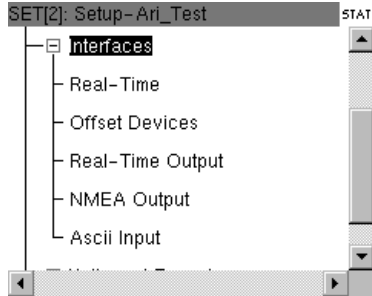 SET[2]: Setup-Ari_Test STAT
Interfaces
Real-Time
Offset Devices
Real-Time Output
NMEA Output
Ascii Input